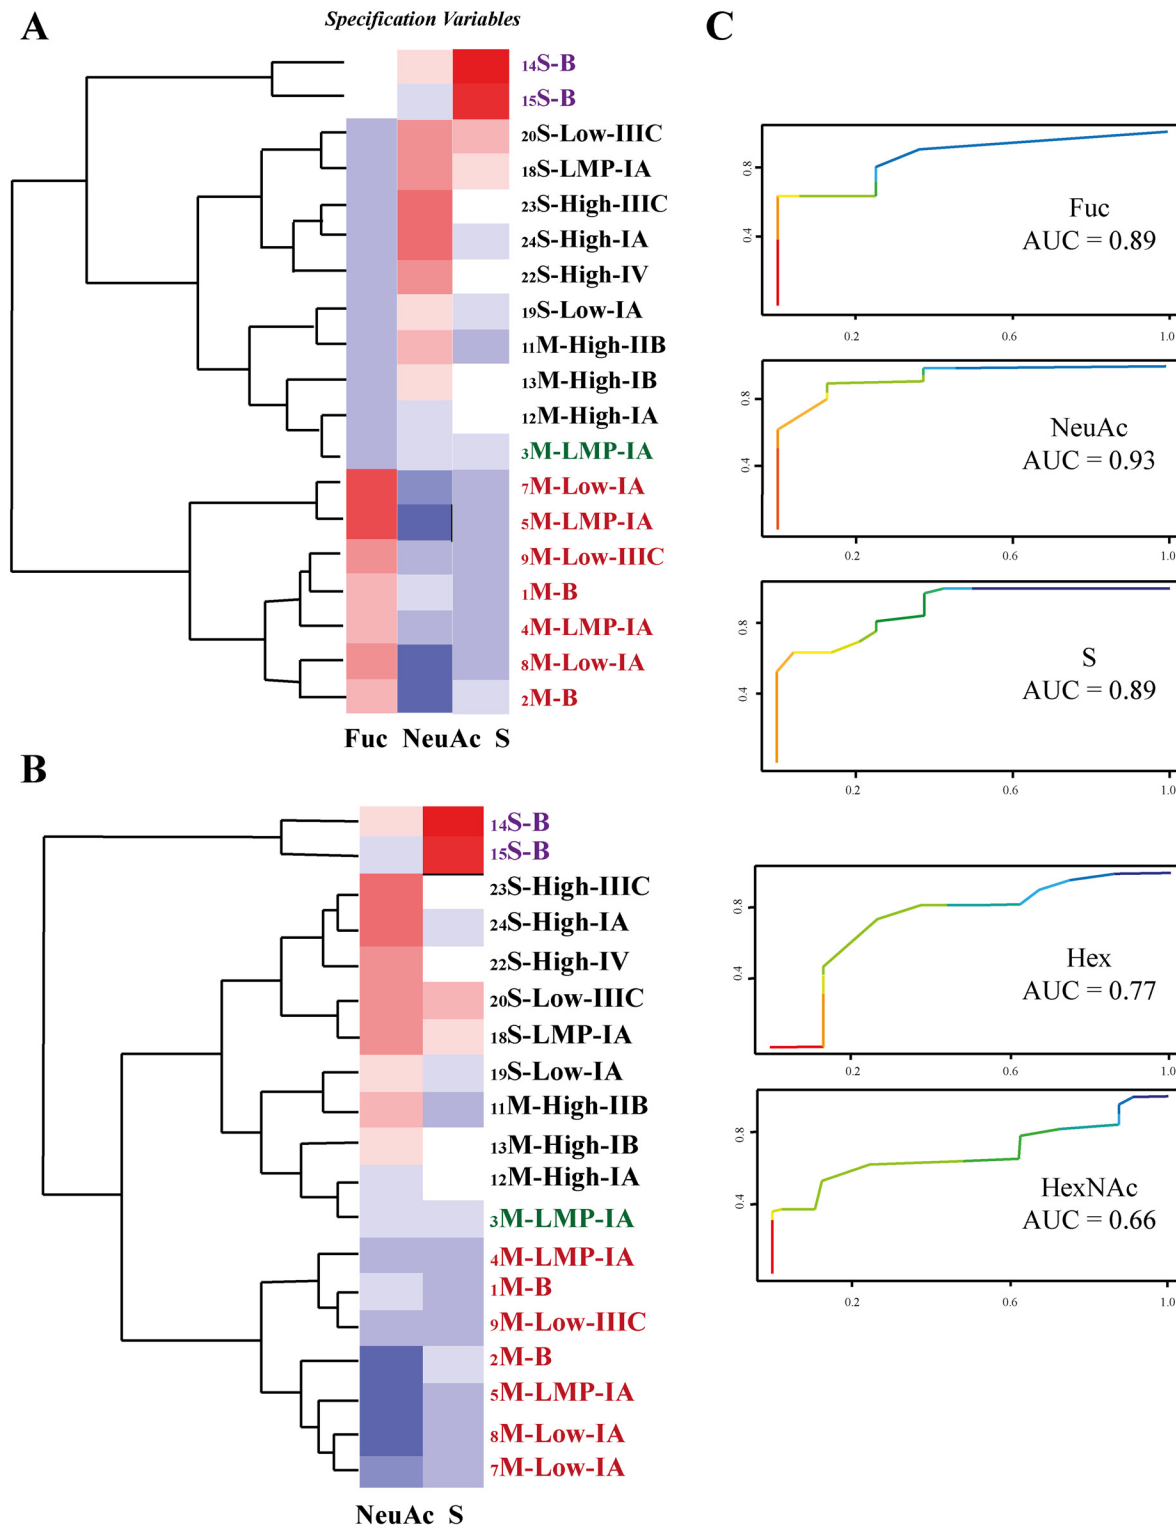 A
Specification Variables
14S-B
15S-B
20S-Low-IIIC
18S-LMP-IA
23S-High-IIIC
24S-High-IA
22S-High-IV
19S-Low-IA
11M-High-IIB
13M-High-IB
12M-High-IA
3M-LMP-IA
7M-Low-IA
5M-LMP-IA
9M-Low-IIIC
1M-B
4M-LMP-IA
8M-Low-IA
2M-B
Fuc NeuAc S
B
14S-B
15S-B
23S-High-IIIC
24S-High-IA
22S-High-IV
20S-Low-IIIC
18S-LMP-IA
19S-Low-IA
11M-High-IIB
13M-High-IB
12M-High-IA
3M-LMP-IA
4M-LMP-IA
1M-B
9M-Low-IIIC
2M-B
5M-LMP-IA
8M-Low-IA
7M-Low-IA
NeuAc S
C
0.8
0.4
Fuc
AUC = 0.89
0.2 0.6 1.0
0.8
0.4
NeuAc
AUC = 0.93
0.2 0.6 1.0
0.8
0.4
S
AUC = 0.89
0.2 0.6 1.0
0.8
0.4
Hex
AUC = 0.77
0.2 0.6 1.0
0.8
0.4
HexNAc
AUC = 0.66
0.2 0.6 1.0